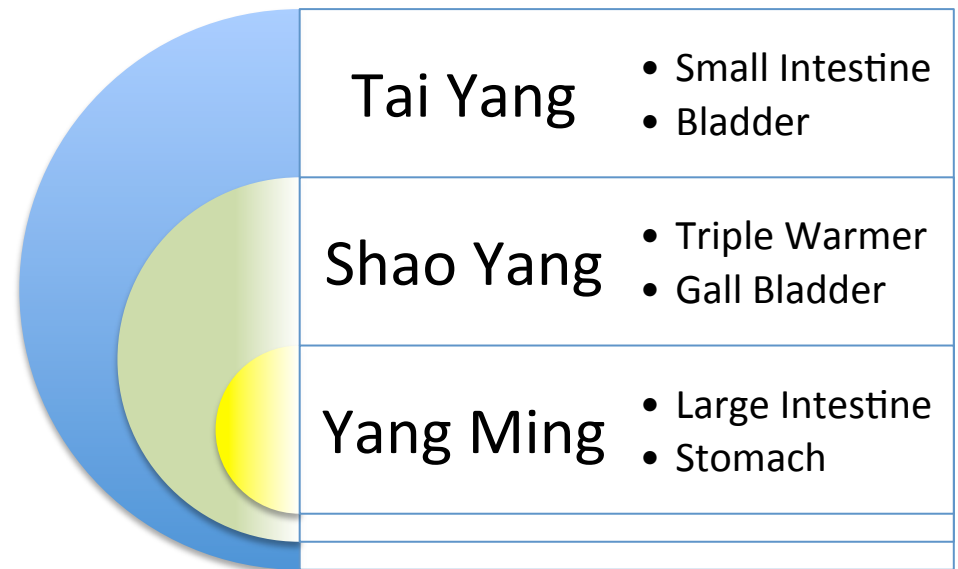 Tai Yang
• Small Intestine
• Bladder
Shao Yang
• Triple Warmer
• Gall Bladder
Yang Ming
• Large Intestine
• Stomach